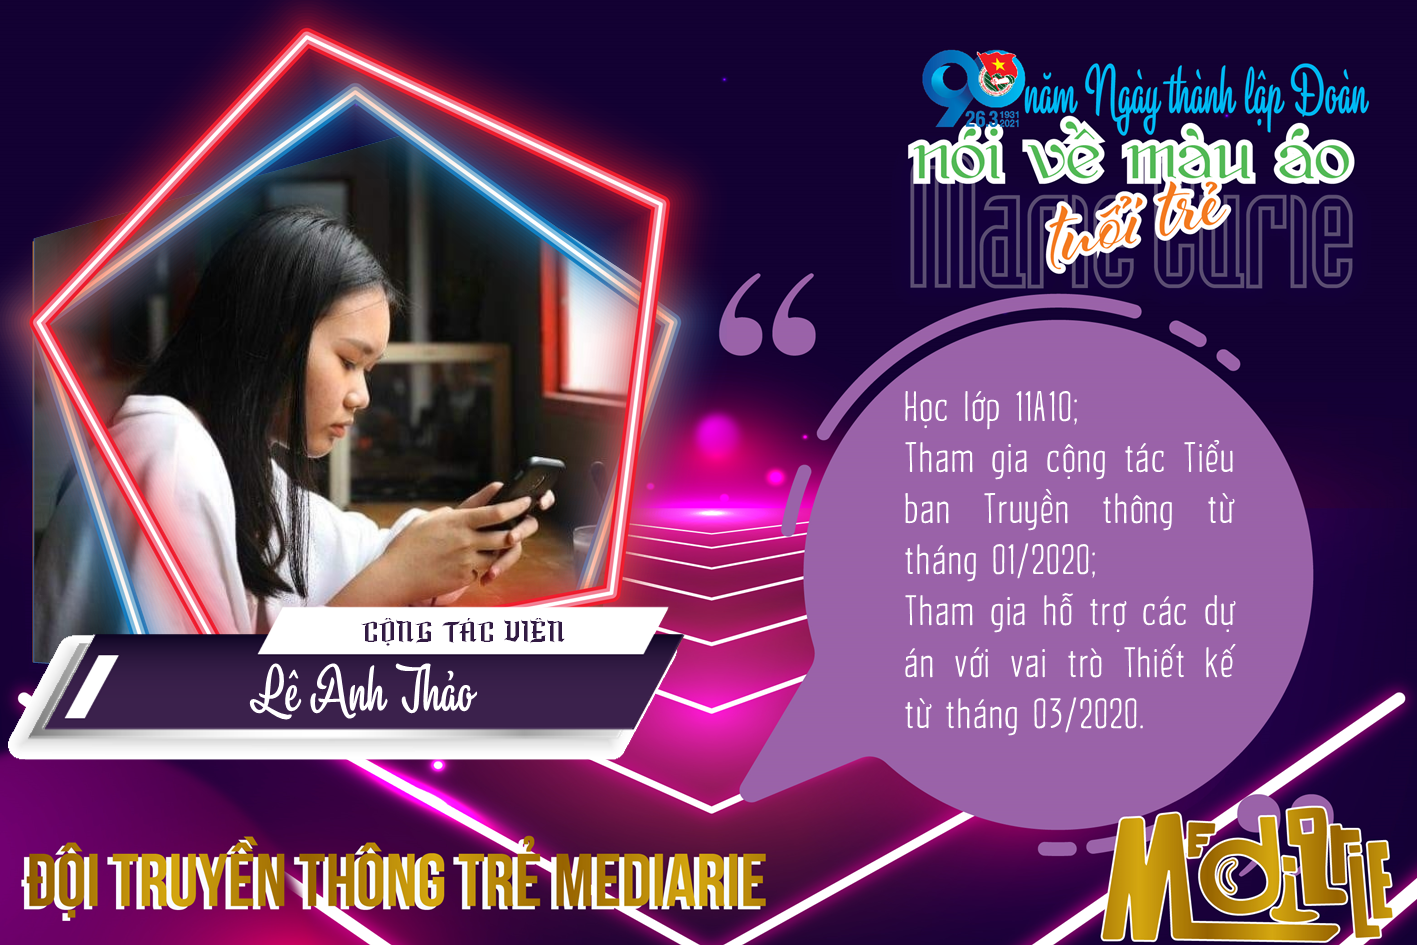 90 năm Ngày thành lập Đoàn
26.3 1931 2021
nói về màu áo
tuổi trẻ
Marie Curie
Học lớp 11A10;
Tham gia cộng tác Tiểu
ban Truyền thông từ
tháng 01/2020;
Tham gia hỗ trợ các dự
án với vai trò Thiết kế
từ tháng 03/2020.
CỘNG TÁC VIÊN
Lê Anh Thảo
ĐỘI TRUYỀN THÔNG TRẺ MEDIARIE
MEDIARIE